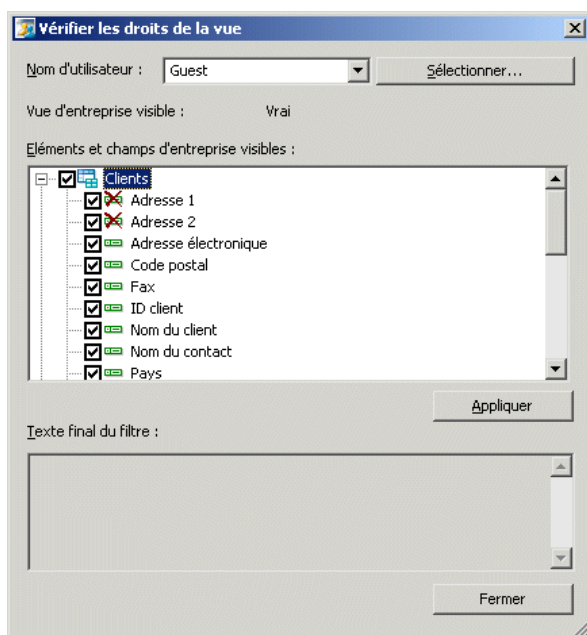 Vérifier les droits de la vue
Nom d'utilisateur : Guest Sélectionner...
Vue d'entreprise visible : Vrai
Eléments et champs d'entreprise visibles :
Clients
Adresse 1
Adresse 2
Adresse électronique
Code postal
Fax
ID client
Nom du client
Nom du contact
Pays
Appliquer
Texte final du filtre :
Fermer